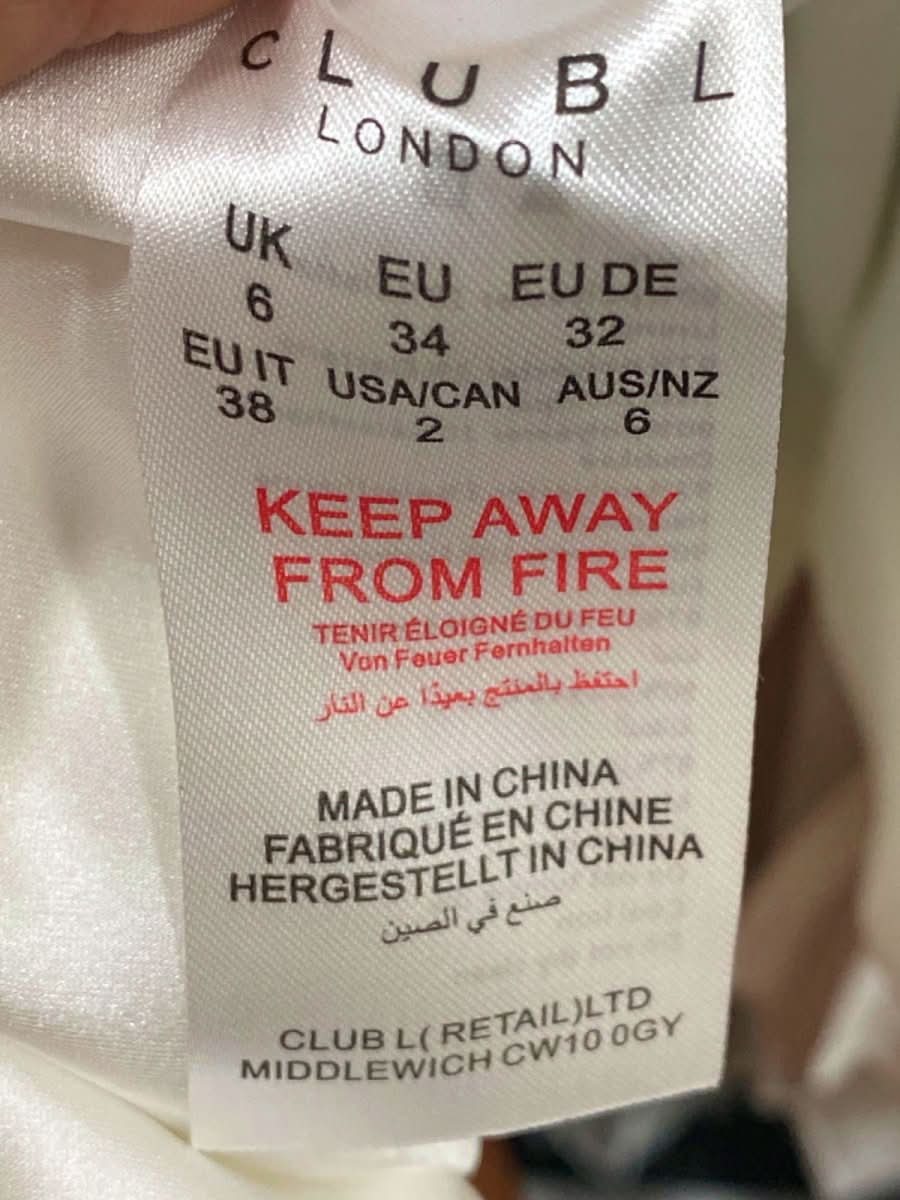 CLUB L
LONDON
UK EU EU DE
6 34 32
EU IT USA/CAN AUS/NZ
38 2 6
KEEP AWAY
FROM FIRE
TENIR ÉLOIGNÉ DU FEU
Von Feuer Fernhalten
احتفظ بالمنتج بعيدًا عن النار
MADE IN CHINA
FABRIQUÉ EN CHINE
HERGESTELLT IN CHINA
صنع في الصين
CLUB L( RETAIL)LTD
MIDDLEWICH CW10 0GY